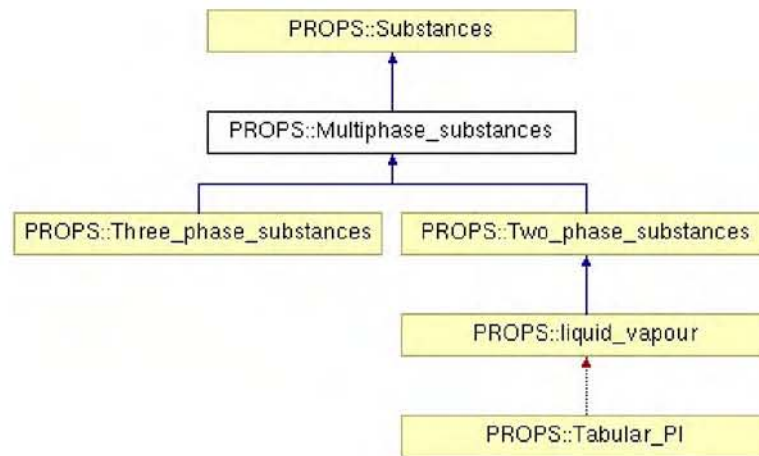 PROPS::Substances
PROPS::Multiphase_substances
PROPS::Three_phase_substances
PROPS::Two_phase_substances
PROPS::liquid_vapour
PROPS::Tabular_PI